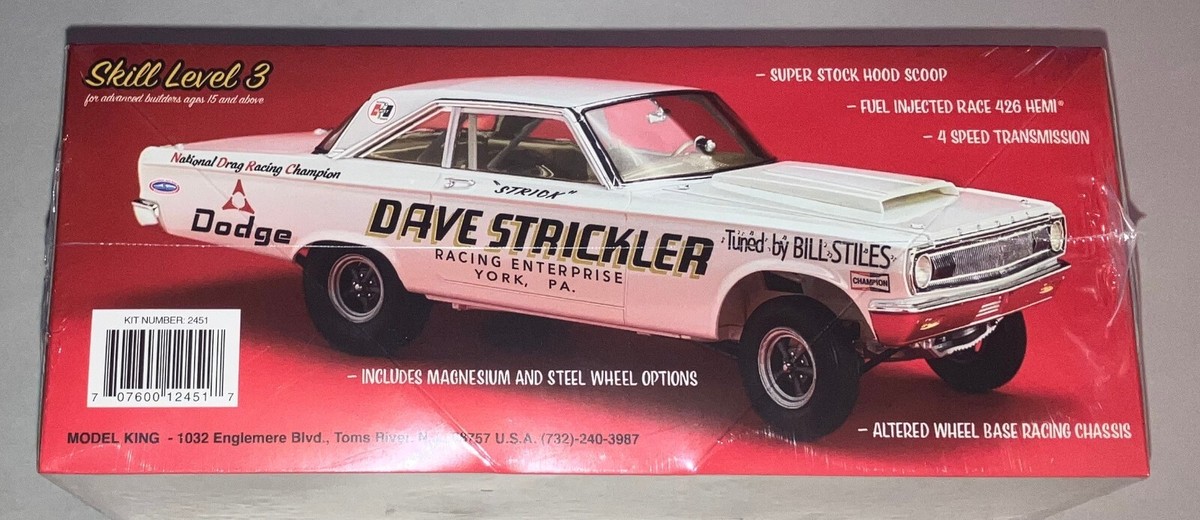 Skill Level 3
for advanced builders ages 15 and above
- SUPER STOCK HOOD SCOOP
- FUEL INJECTED RACE 426 HEMI®
- 4 SPEED TRANSMISSION
National Drag Racing Champion
Dodge
"STRICK"
DAVE STRICKLER
RACING ENTERPRISE
YORK, PA.
"Tuned" by BILL "STILES"
CHAMPION
KIT NUMBER: 2451
7 07600 12451 7
- INCLUDES MAGNESIUM AND STEEL WHEEL OPTIONS
MODEL KING - 1032 Englemere Blvd., Toms River, U.S.A. (732)-240-3987
- ALTERED WHEEL BASE RACING CHASSIS